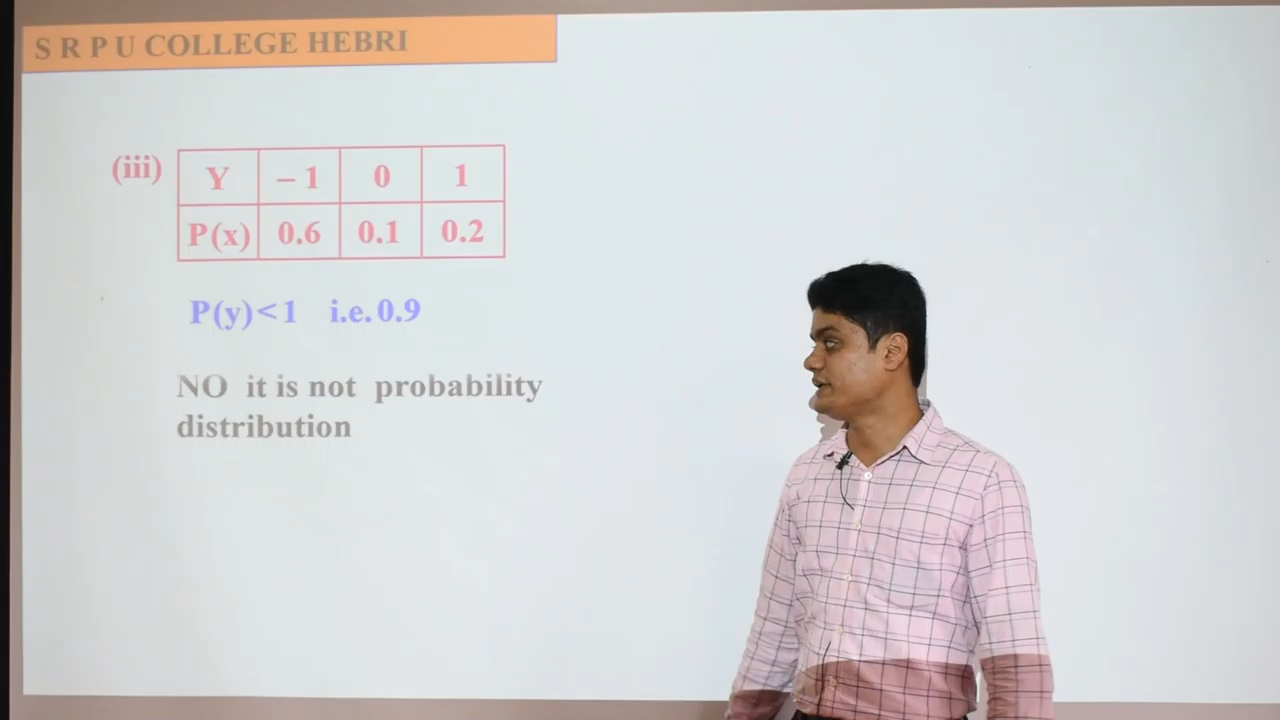 S R P U COLLEGE HEBRI
(iii) Y – 1 0 1
P(x) 0.6 0.1 0.2
P(y) < 1 i.e. 0.9
NO it is not probability
distribution